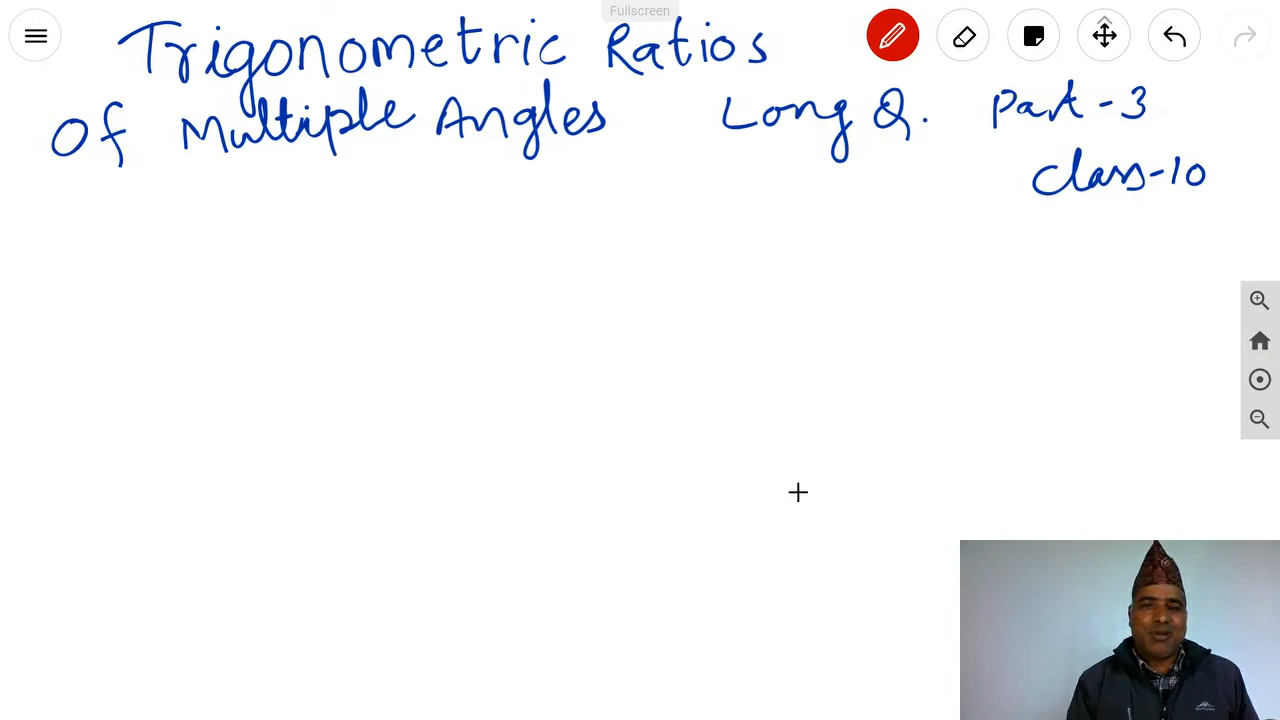 Fullscreen
Trigonometric Ratios
Of Multiple Angles Long Q. Part-3
Class-10